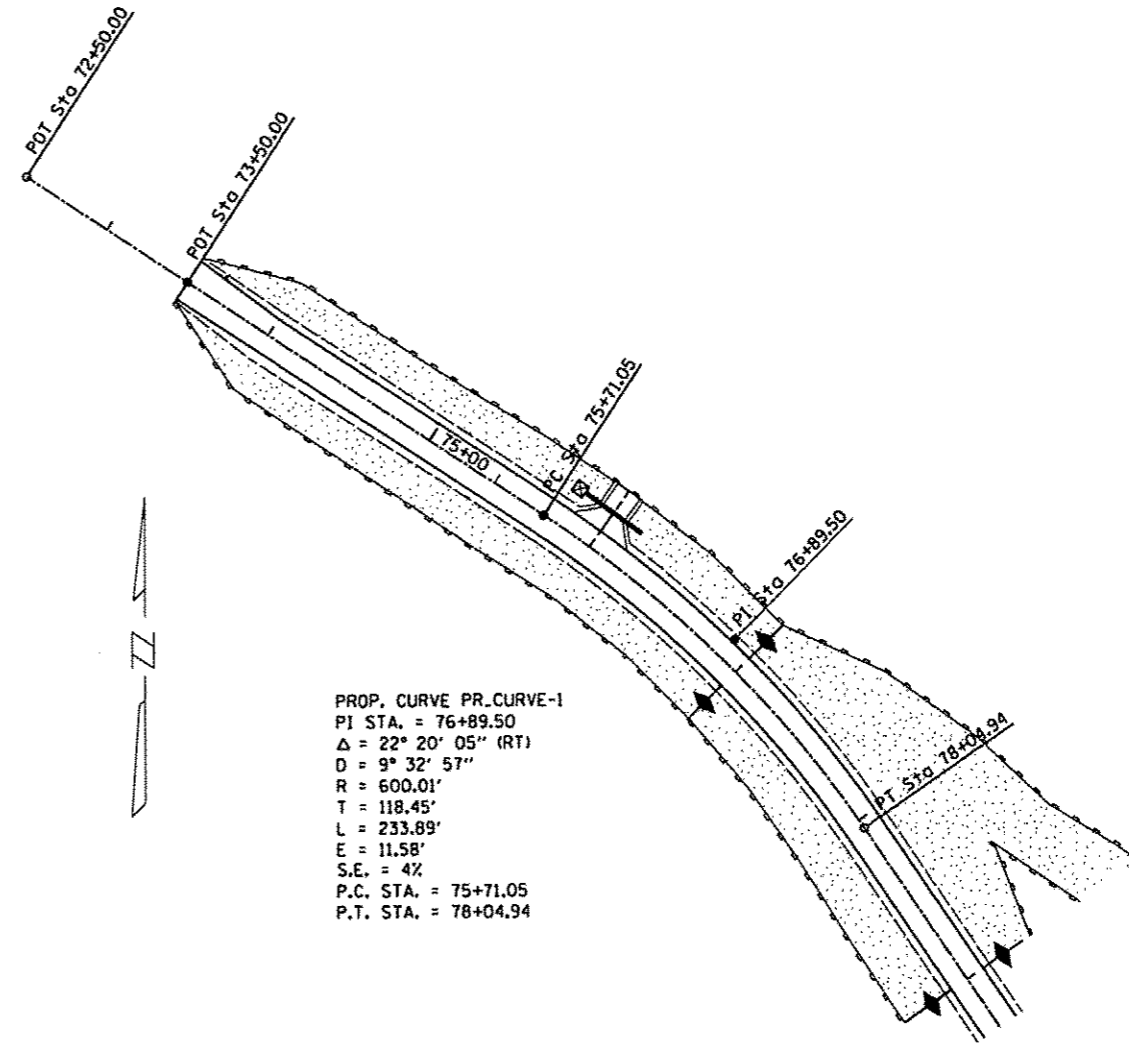 POT Sta 72+50.00
POT Sta 73+50.00
75+00
PC Sta 75+71.05
PI Sta 76+89.50
PT Sta 78+04.94
N
PROP. CURVE PR_CURVE-1
PI STA. = 76+89.50
Δ = 22° 20' 05" (RT)
D = 9° 32' 57"
R = 600.01'
T = 118.45'
L = 233.89'
E = 11.58'
S.E. = 4%
P.C. STA. = 75+71.05
P.T. STA. = 78+04.94